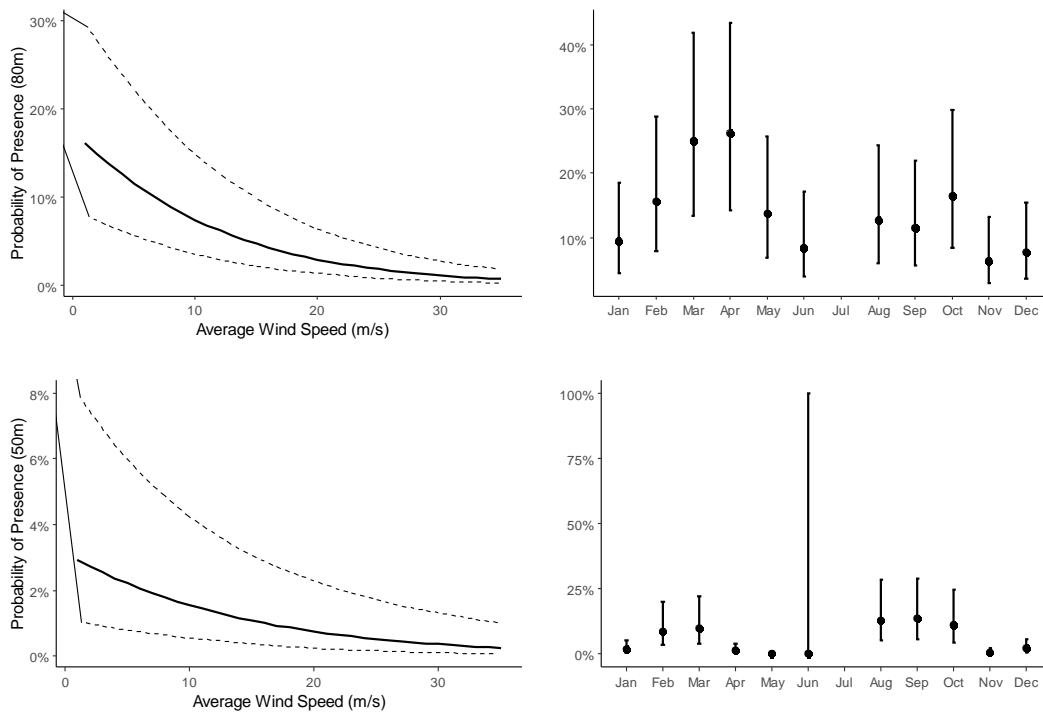 Probability of Presence (80m)
30%
20%
10%
0%
0 10 20 30
Average Wind Speed (m/s)
40%
30%
20%
10%
Jan Feb Mar Apr May Jun Jul Aug Sep Oct Nov Dec
Probability of Presence (50m)
8%
6%
4%
2%
0%
0 10 20 30
Average Wind Speed (m/s)
100%
75%
50%
25%
0%
Jan Feb Mar Apr May Jun Jul Aug Sep Oct Nov Dec